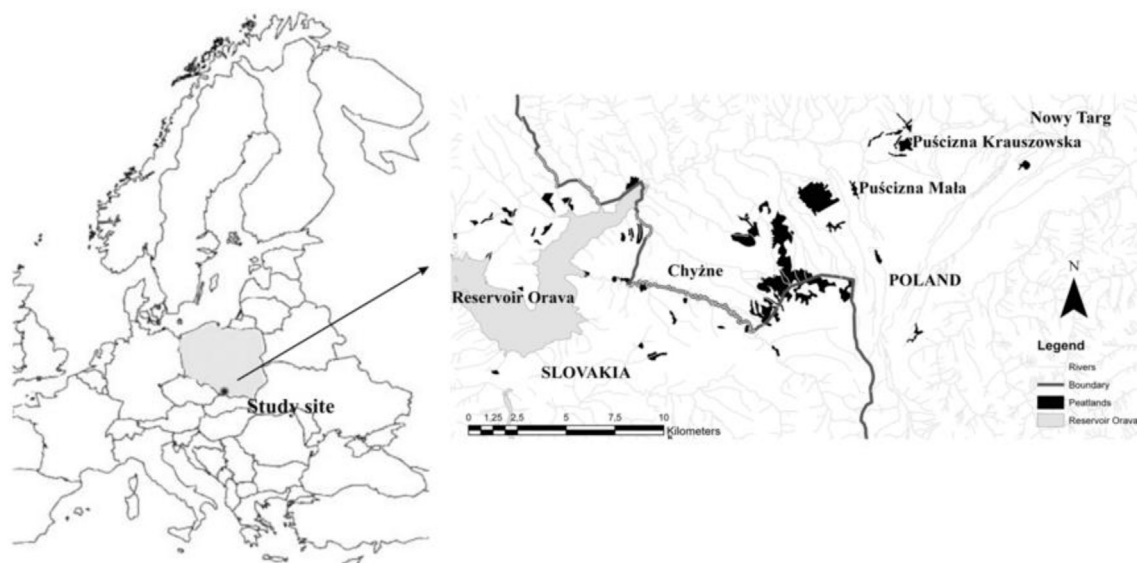 Study site
Nowy Targ
Puścizna Krauszowska
Puścizna Mała
Chyżne
POLAND
Reservoir Orava
SLOVAKIA
N
Legend
Rivers
Boundary
Peatlands
Reservoir Orava
0 1.25 2.5 5 7.5 10
Kilometers